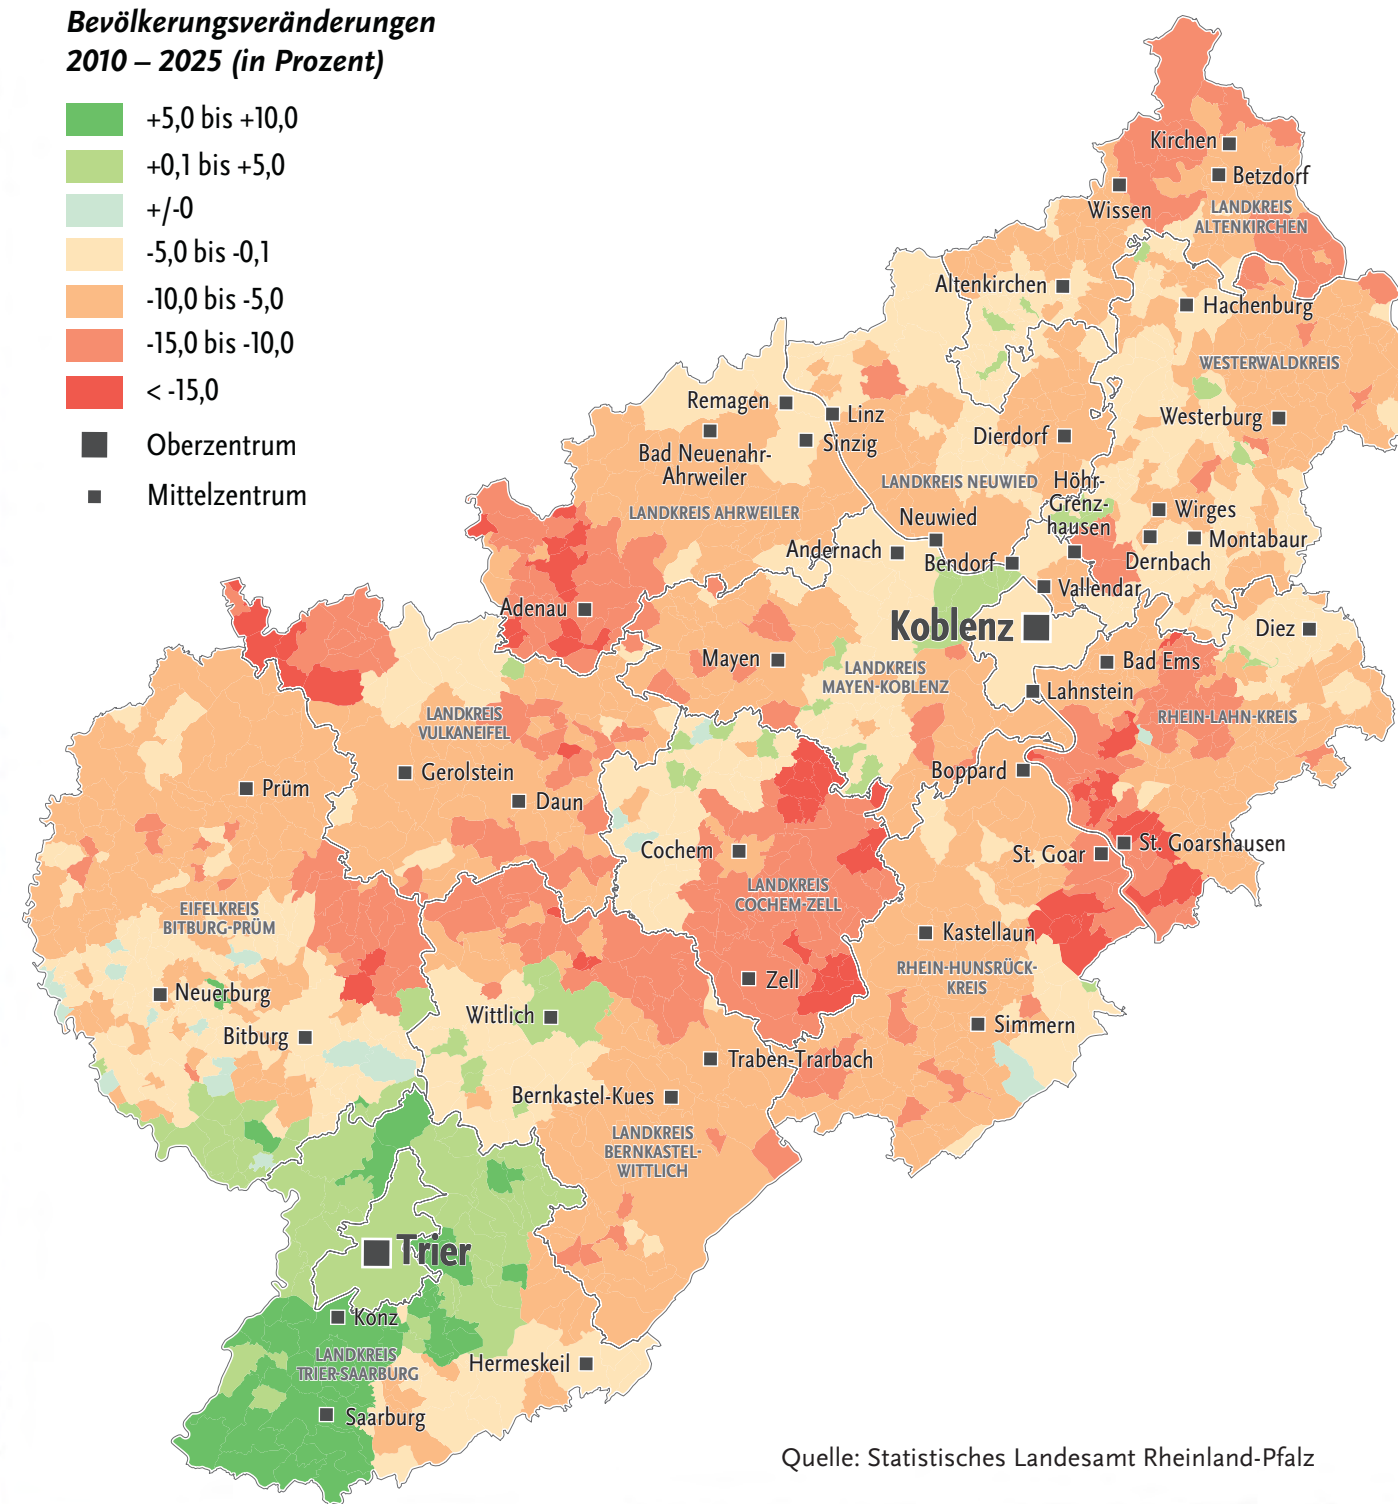 Bevölkerungsveränderungen
2010 – 2025 (in Prozent)
+5,0 bis +10,0
+0,1 bis +5,0
+/-0
-5,0 bis -0,1
-10,0 bis -5,0
-15,0 bis -10,0
< -15,0
Oberzentrum
Mittelzentrum
Kirchen
Betzdorf
Wissen
LANDKREIS
ALTENKIRCHEN
Altenkirchen
Hachenburg
WESTERWALDKREIS
Remagen
Linz
Westerburg
Bad Neuenahr-
Ahrweiler
Sinzig
Dierdorf
LANDKREIS NEUWIED
Höhr-
Grenz-
hausen
LANDKREIS AHRWEILER
Neuwied
Wirges
Andernach
Bendorf
Montabaur
Dernbach
Adenau
Vallendar
Koblenz
Diez
Mayen
LANDKREIS
MAYEN-KOBLENZ
Bad Ems
Lahnstein
LANDKREIS
VULKANEIFEL
RHEIN-LAHN-KREIS
Gerolstein
Boppard
Prüm
Daun
Cochem
St. Goar
St. Goarshausen
LANDKREIS
COCHEM-ZELL
EIFELKREIS
BITBURG-PRÜM
Kastellaun
RHEIN-HUNSRÜCK-
KREIS
Zell
Neuerburg
Wittlich
Simmern
Bitburg
Traben-Trarbach
Bernkastel-Kues
LANDKREIS
BERNKASTEL-
WITTLICH
Trier
Konz
LANDKREIS
TRIER-SAARBURG
Hermeskeil
Saarburg
Quelle: Statistisches Landesamt Rheinland-Pfalz